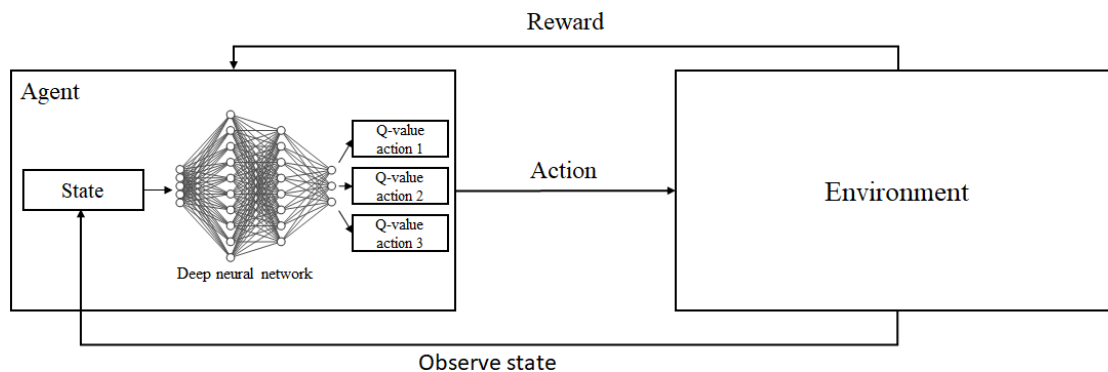 Reward
Agent
Q-value
action 1
State
Q-value
action 2
Action
Environment
Q-value
action 3
Deep neural network
Observe state